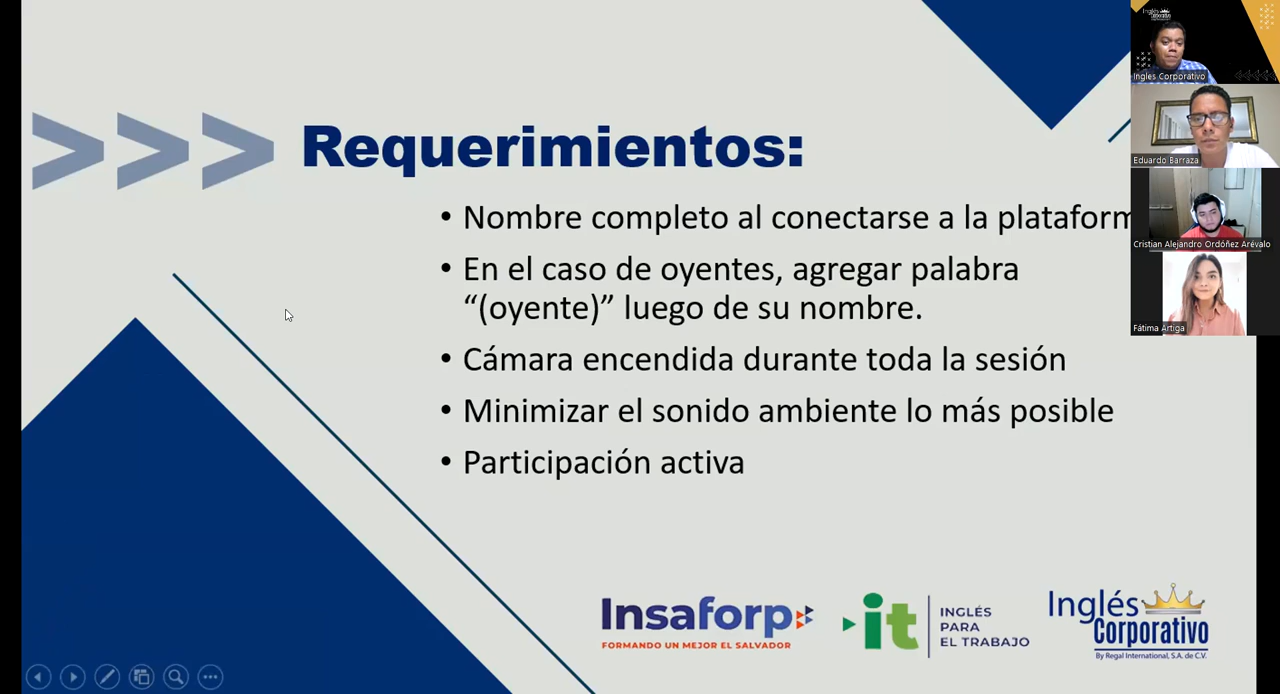 >>> Requerimientos:
• Nombre completo al conectarse a la plataform
• En el caso de oyentes, agregar palabra
“(oyente)” luego de su nombre.
• Cámara encendida durante toda la sesión
• Minimizar el sonido ambiente lo más posible
• Participación activa
Insaforp
FORMANDO UN MEJOR EL SALVADOR
it
INGLÉS
PARA
EL TRABAJO
Inglés
Corporativo
By Regal International, S.A. de C.V.
Inglés
Corporativo
Ingles Corporativo
Eduardo Barraza
Cristian Alejandro Ordóñez Arévalo
Fátima Artiga